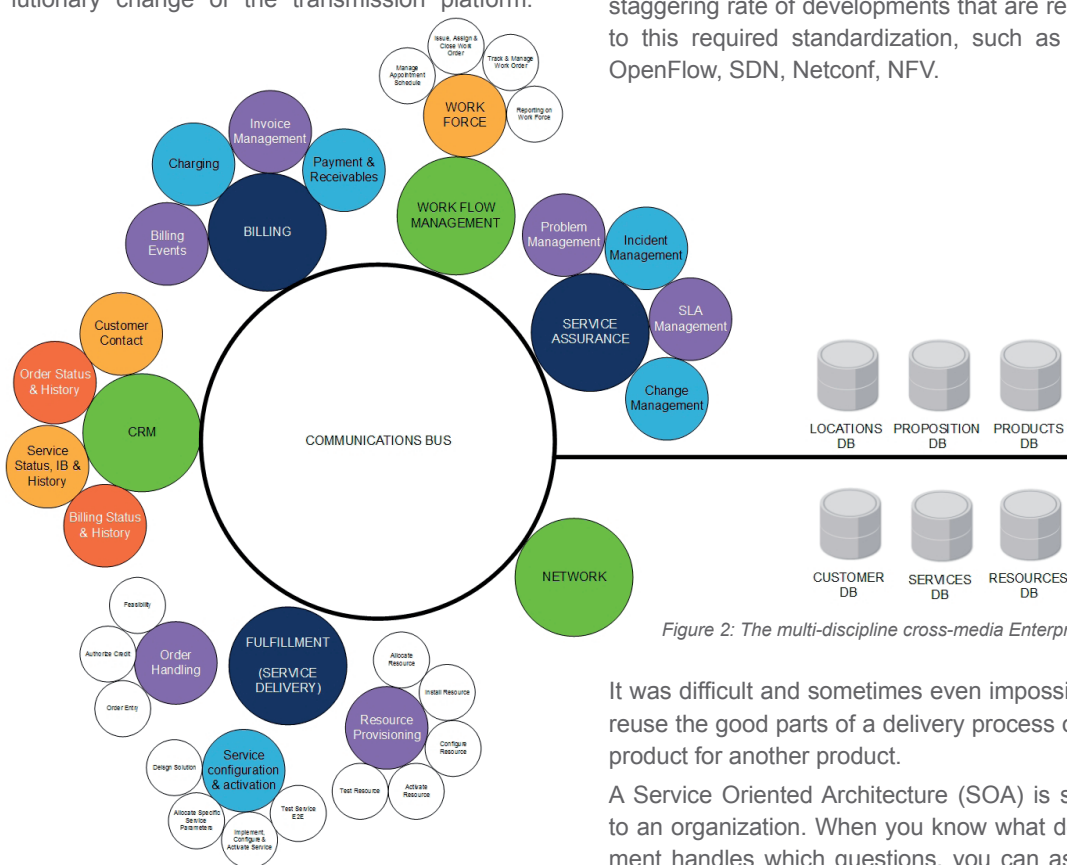 lutionary change of the transmission platform.
staggering rate of developments that are re
to this required standardization, such as
OpenFlow, SDN, Netconf, NFV.
Issue, Assign &
Close Work
Order
Track & Manage
Work Order
Manage
Appointment
Schedule
Reporting on
Work Force
WORK
FORCE
WORK FLOW
MANAGEMENT
Invoice
Management
Charging
Payment &
Receivables
Billing
Events
BILLING
Problem
Management
Incident
Management
SLA
Management
Change
Management
SERVICE
ASSURANCE
Customer
Contact
Order Status
& History
Service
Status, IB &
History
Billing Status
& History
CRM
COMMUNICATIONS BUS
LOCATIONS
DB
PROPOSITION
DB
PRODUCTS
DB
CUSTOMER
DB
SERVICES
DB
RESOURCES
DB
NETWORK
FULFILLMENT
(SERVICE
DELIVERY)
Feasibility
Authorize Credit
Order Entry
Order
Handling
Allocate
Resource
Install Resource
Configure
Resource
Activate
Resource
Test Resource
Resource
Provisioning
Service
configuration
& activation
Design Solution
Allocate Specific
Service
Parameters
Implement,
Configure &
Activate Service
Test Service
E2E
Figure 2: The multi-discipline cross-media Enterpr
It was difficult and sometimes even impossi
reuse the good parts of a delivery process o
product for another product.
A Service Oriented Architecture (SOA) is s
to an organization. When you know what d
ment handles which questions, you can as